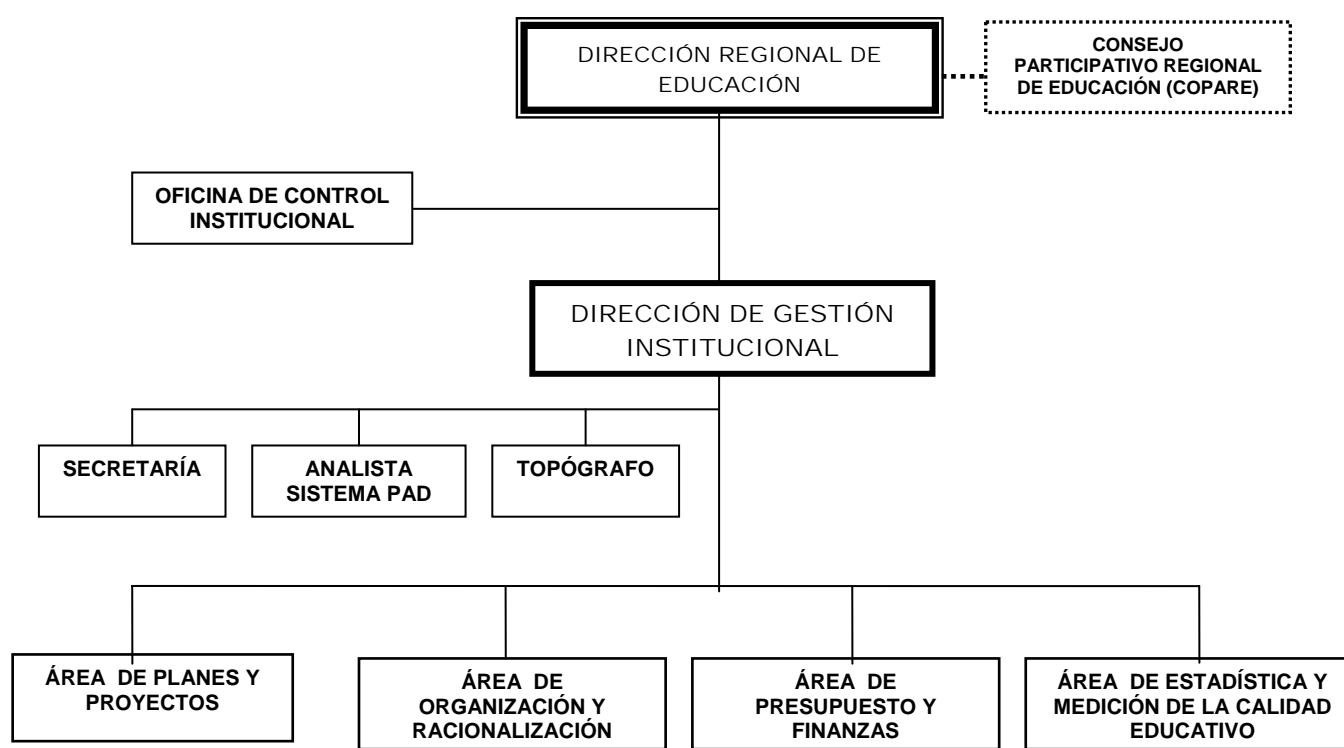 DIRECCIÓN REGIONAL DE
EDUCACIÓN
CONSEJO
PARTICIPATIVO REGIONAL
DE EDUCACIÓN (COPARE)
OFICINA DE CONTROL
INSTITUCIONAL
DIRECCIÓN DE GESTIÓN
INSTITUCIONAL
SECRETARÍA
ANALISTA
SISTEMA PAD
TOPÓGRAFO
ÁREA DE PLANES Y
PROYECTOS
ÁREA DE
ORGANIZACIÓN Y
RACIONALIZACIÓN
ÁREA DE
PRESUPUESTO Y
FINANZAS
ÁREA DE ESTADÍSTICA Y
MEDICIÓN DE LA CALIDAD
EDUCATIVO